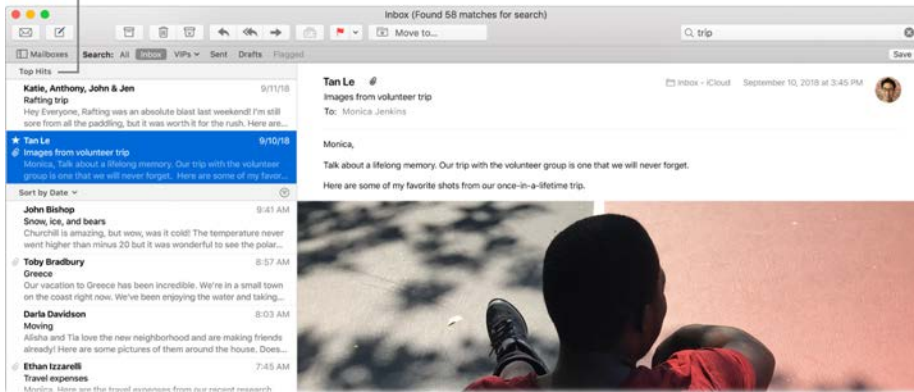 Inbox (Found 58 matches for search)
Move to...
trip
Mailboxes Search: All Inbox VIPs Sent Drafts Flagged Save
Top Hits
Katie, Anthony, John & Jen 9/11/18
Rafting trip
Hey Everyone, Rafting was an absolute blast last weekend! I'm still
sore from all the paddling, but it was worth it for the rush. Here are...
Tan Le 9/10/18
Images from volunteer trip
Monica, Talk about a lifelong memory. Our trip with the volunteer
group is one that we will never forget. Here are some of my favor...
Sort by Date
John Bishop 9:41 AM
Snow, ice, and bears
Churchill is amazing, but wow, was it cold! The temperature never
went higher than minus 20 but it was wonderful to see the polar...
Toby Bradbury 8:57 AM
Greece
Our vacation to Greece has been incredible. We're in a small town
on the coast right now. We've been enjoying the water and taking...
Darla Davidson 8:03 AM
Moving
Alisha and Tia love the new neighborhood and are making friends
already! Here are some pictures of them around the house. Does...
Ethan Izzarelli 7:45 AM
Travel expenses
Monica, Here are the travel expenses from our recent research
Tan Le Inbox - iCloud September 10, 2018 at 3:45 PM
Images from volunteer trip
To: Monica Jenkins
Monica,
Talk about a lifelong memory. Our trip with the volunteer group is one that we will never forget.
Here are some of my favorite shots from our once-in-a-lifetime trip.